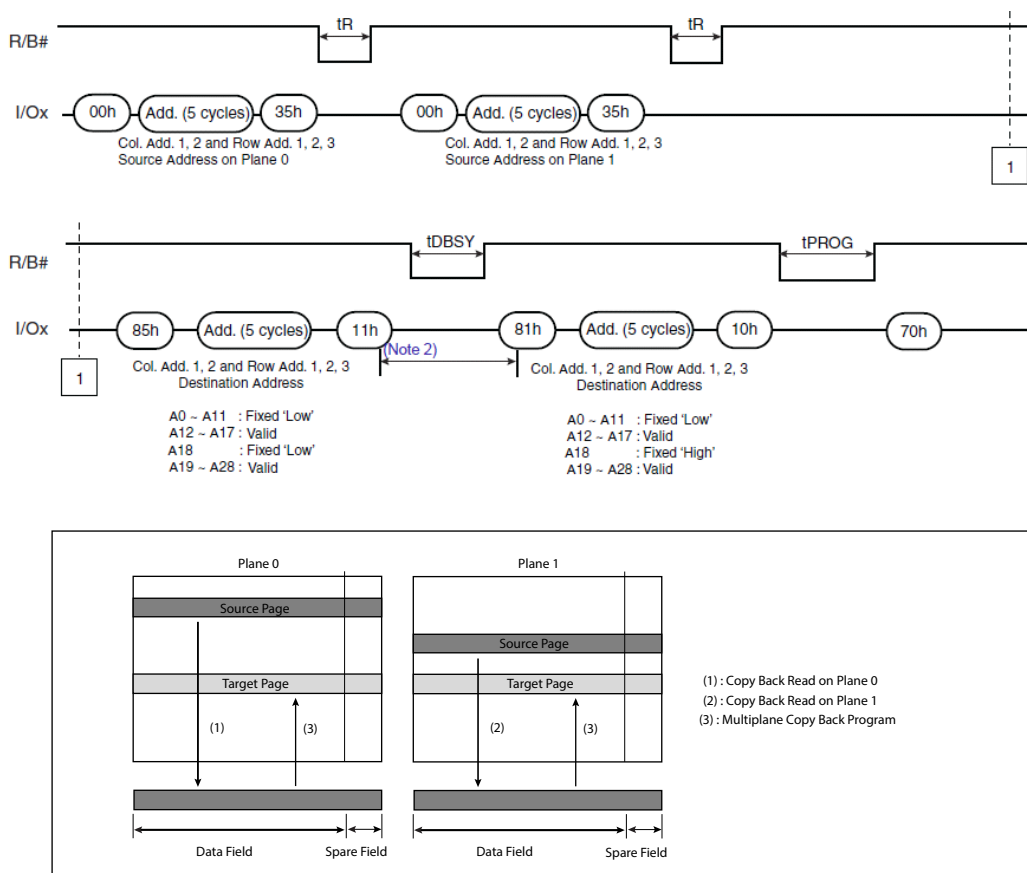 tR tR
R/B#
I/Ox 00h Add. (5 cycles) 35h 00h Add. (5 cycles) 35h
Col. Add. 1, 2 and Row Add. 1, 2, 3
Source Address on Plane 0
Col. Add. 1, 2 and Row Add. 1, 2, 3
Source Address on Plane 1
1
tDBSY tPROG
R/B#
I/Ox 85h Add. (5 cycles) 11h 81h Add. (5 cycles) 10h 70h
(Note 2)
1
Col. Add. 1, 2 and Row Add. 1, 2, 3
Destination Address
A0 ~ A11 : Fixed 'Low'
A12 ~ A17 : Valid
A18 : Fixed 'Low'
A19 ~ A28 : Valid
Col. Add. 1, 2 and Row Add. 1, 2, 3
Destination Address
A0 ~ A11 : Fixed 'Low'
A12 ~ A17 : Valid
A18 : Fixed 'High'
A19 ~ A28 : Valid
Plane 0
Source Page
Target Page
(1) (3)
Data Field Spare Field
Plane 1
Source Page
Target Page
(2) (3)
Data Field Spare Field
(1) : Copy Back Read on Plane 0
(2) : Copy Back Read on Plane 1
(3) : Multiplane Copy Back Program